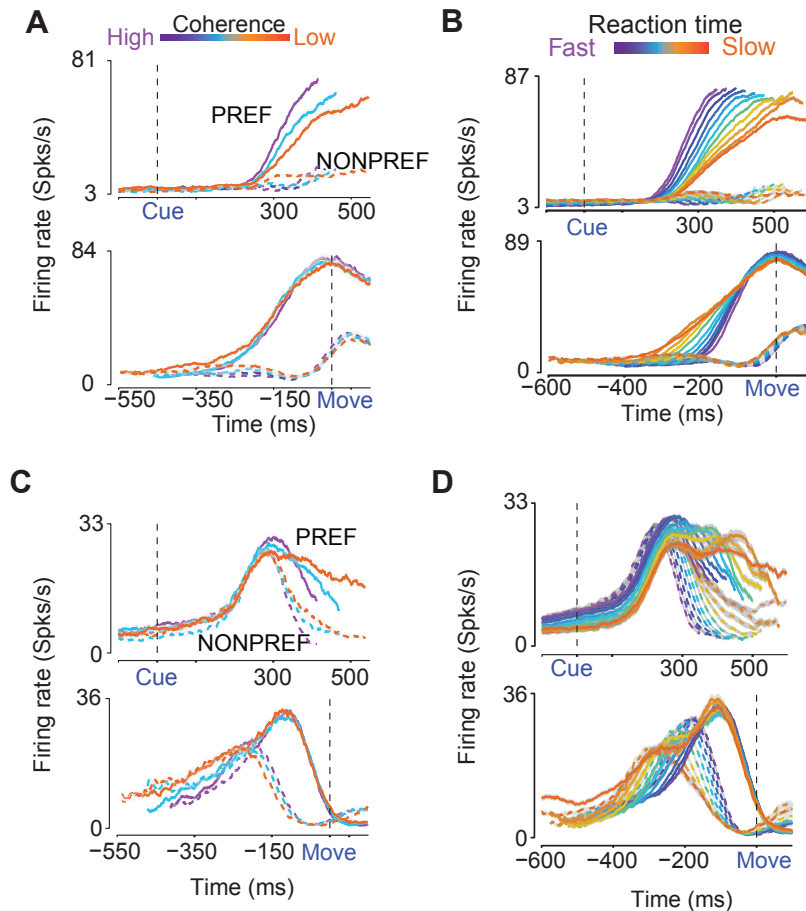 A
Coherence
High
Low
81
Firing rate (Spks/s)
PREF
NONPREF
3
Cue
300
500
84
0
−550
−350
−150
Move
Time (ms)
B
Reaction time
Fast
Slow
87
Firing rate (Spks/s)
3
Cue
300
500
89
0
−600
−400
−200
Move
Time (ms)
C
33
Firing rate (Spks/s)
PREF
NONPREF
0
Cue
300
500
36
0
−550
−350
−150
Move
Time (ms)
D
33
Firing rate (Spks/s)
0
Cue
300
500
36
0
−600
−400
−200
Move
Time (ms)